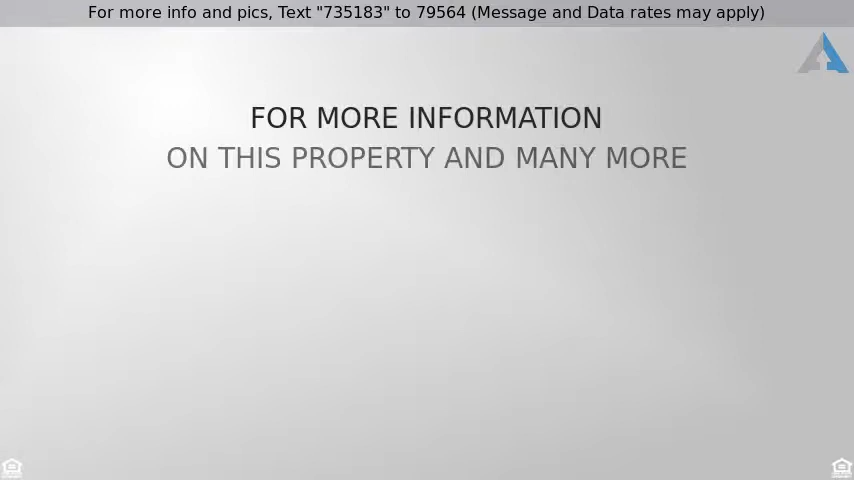 For more info and pics, Text "735183" to 79564 (Message and Data rates may apply)
FOR MORE INFORMATION
ON THIS PROPERTY AND MANY MORE